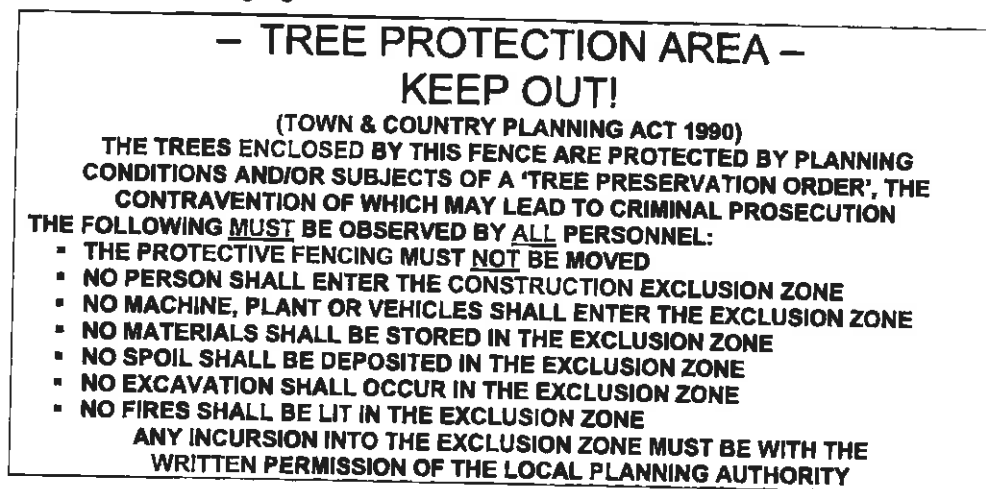 – TREE PROTECTION AREA –
KEEP OUT!
(TOWN & COUNTRY PLANNING ACT 1990)
THE TREES ENCLOSED BY THIS FENCE ARE PROTECTED BY PLANNING
CONDITIONS AND/OR SUBJECTS OF A 'TREE PRESERVATION ORDER', THE
CONTRAVENTION OF WHICH MAY LEAD TO CRIMINAL PROSECUTION
THE FOLLOWING MUST BE OBSERVED BY ALL PERSONNEL:
▪ THE PROTECTIVE FENCING MUST NOT BE MOVED
▪ NO PERSON SHALL ENTER THE CONSTRUCTION EXCLUSION ZONE
▪ NO MACHINE, PLANT OR VEHICLES SHALL ENTER THE EXCLUSION ZONE
▪ NO MATERIALS SHALL BE STORED IN THE EXCLUSION ZONE
▪ NO SPOIL SHALL BE DEPOSITED IN THE EXCLUSION ZONE
▪ NO EXCAVATION SHALL OCCUR IN THE EXCLUSION ZONE
▪ NO FIRES SHALL BE LIT IN THE EXCLUSION ZONE
ANY INCURSION INTO THE EXCLUSION ZONE MUST BE WITH THE
WRITTEN PERMISSION OF THE LOCAL PLANNING AUTHORITY